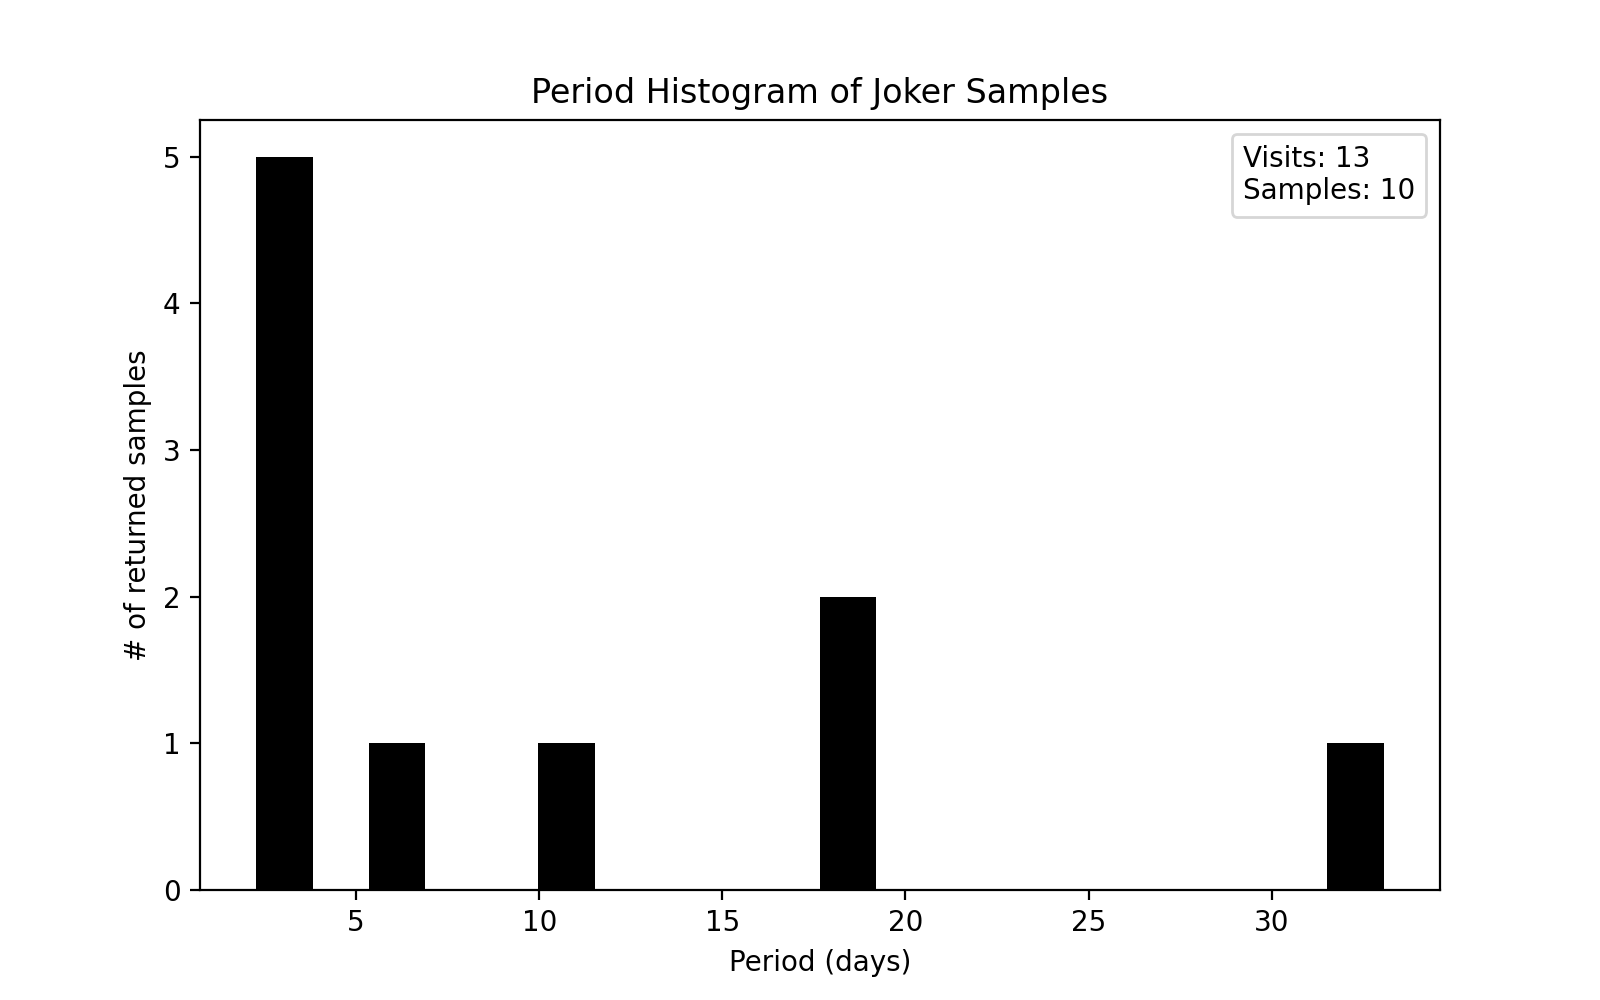 Period Histogram of Joker Samples
Visits: 13
Samples: 10
# of returned samples
5
4
3
2
1
0
5 10 15 20 25 30
Period (days)